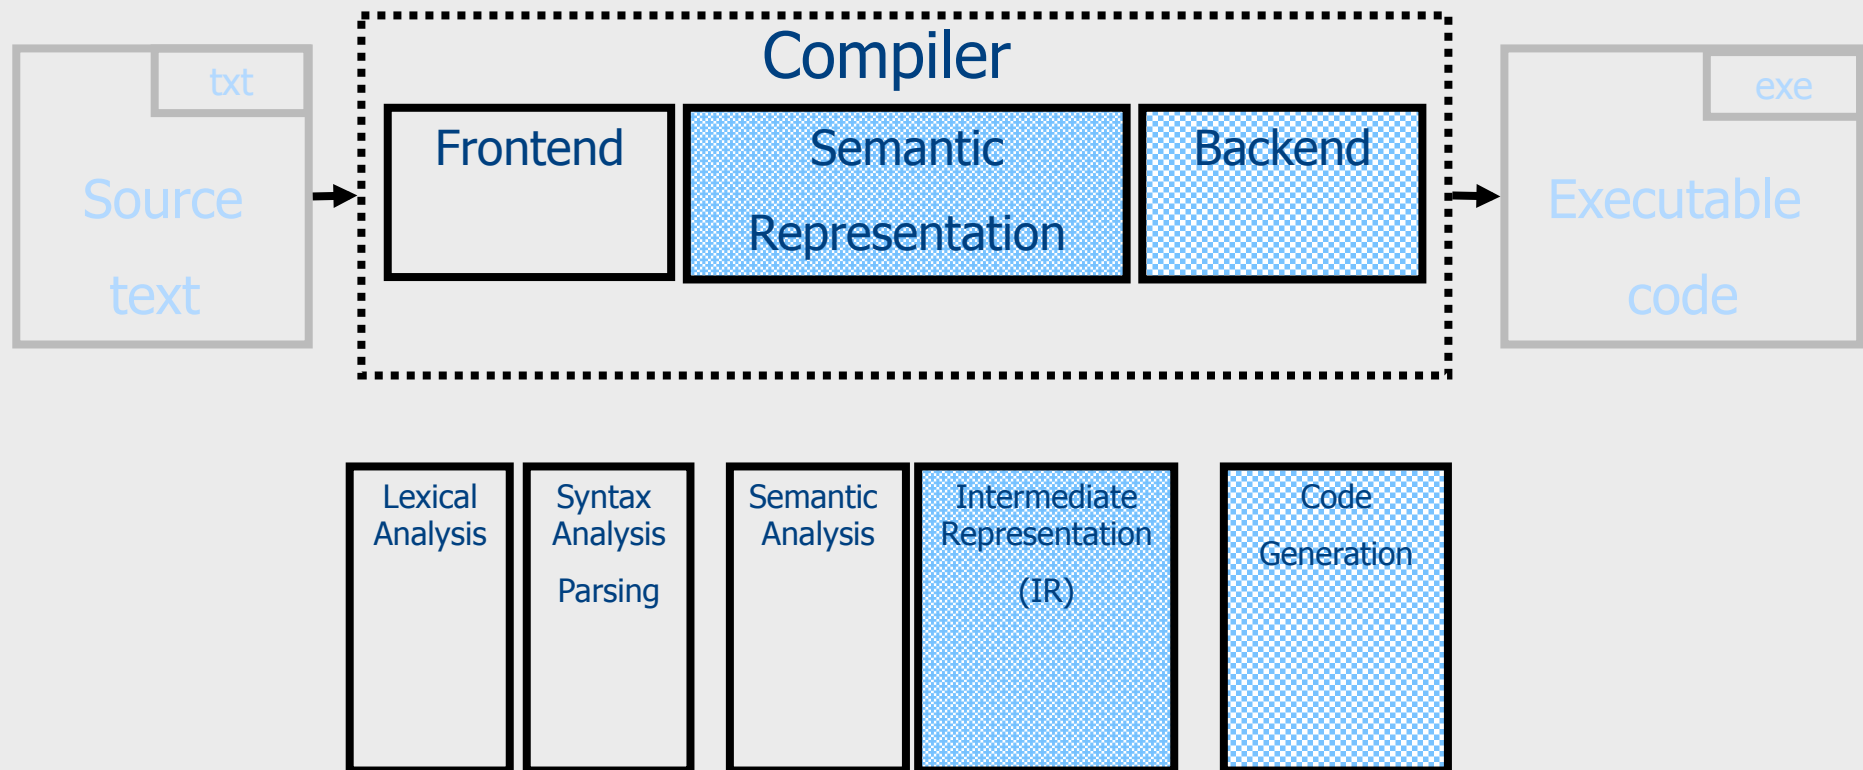 txt
Source
text
Compiler
Frontend
Semantic
Representation
Backend
exe
Executable
code
Lexical
Analysis
Syntax
Analysis
Parsing
Semantic
Analysis
Intermediate
Representation
(IR)
Code
Generation